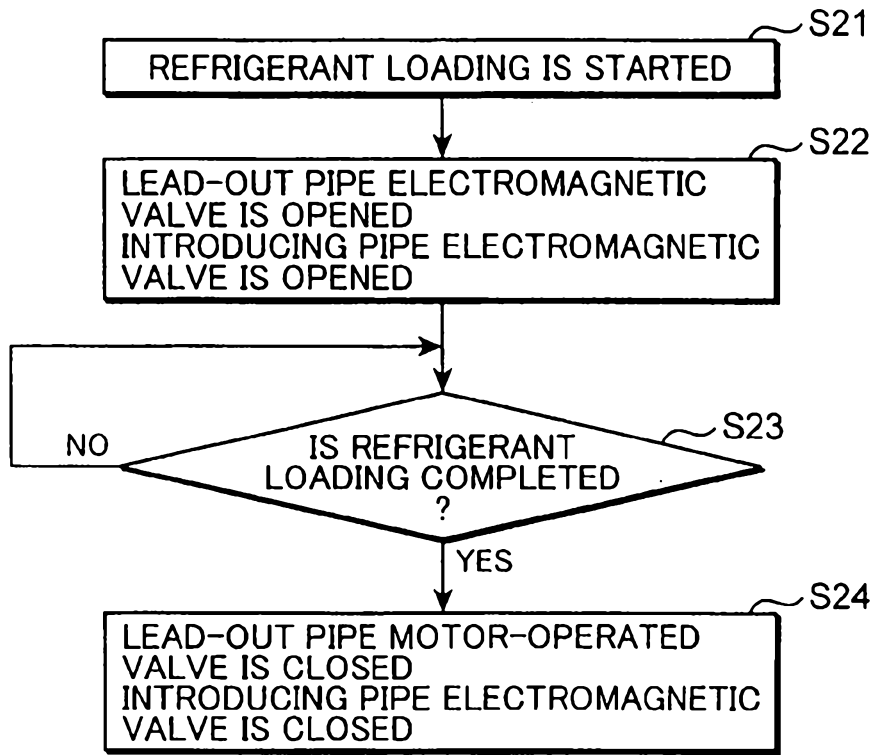 S21
REFRIGERANT LOADING IS STARTED
S22
LEAD-OUT PIPE ELECTROMAGNETIC
VALVE IS OPENED
INTRODUCING PIPE ELECTROMAGNETIC
VALVE IS OPENED
S23
IS REFRIGERANT
LOADING COMPLETED
?
NO
YES
S24
LEAD-OUT PIPE MOTOR-OPERATED
VALVE IS CLOSED
INTRODUCING PIPE ELECTROMAGNETIC
VALVE IS CLOSED